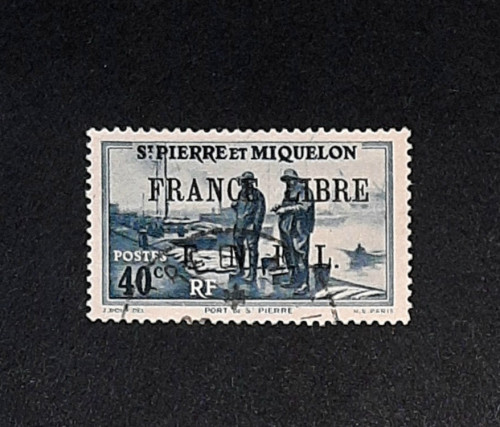 ST PIERRE ET MIQUELON
FRANCE LIBRE
F. N. F. L.
POSTES
40c
RF
PORT DE ST PIERRE